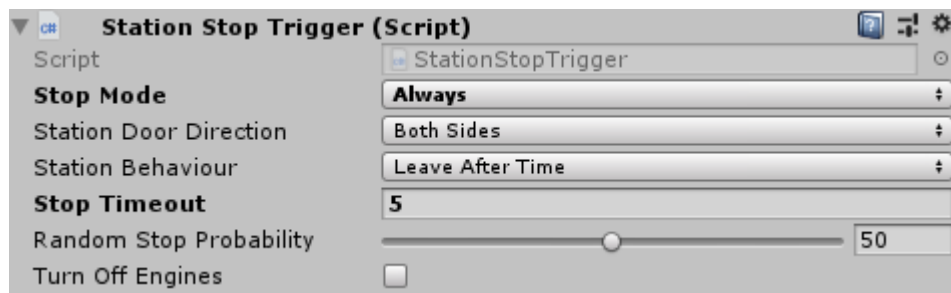 C# Station Stop Trigger (Script)
Script StationStopTrigger
Stop Mode Always
Station Door Direction Both Sides
Station Behaviour Leave After Time
Stop Timeout 5
Random Stop Probability 50
Turn Off Engines